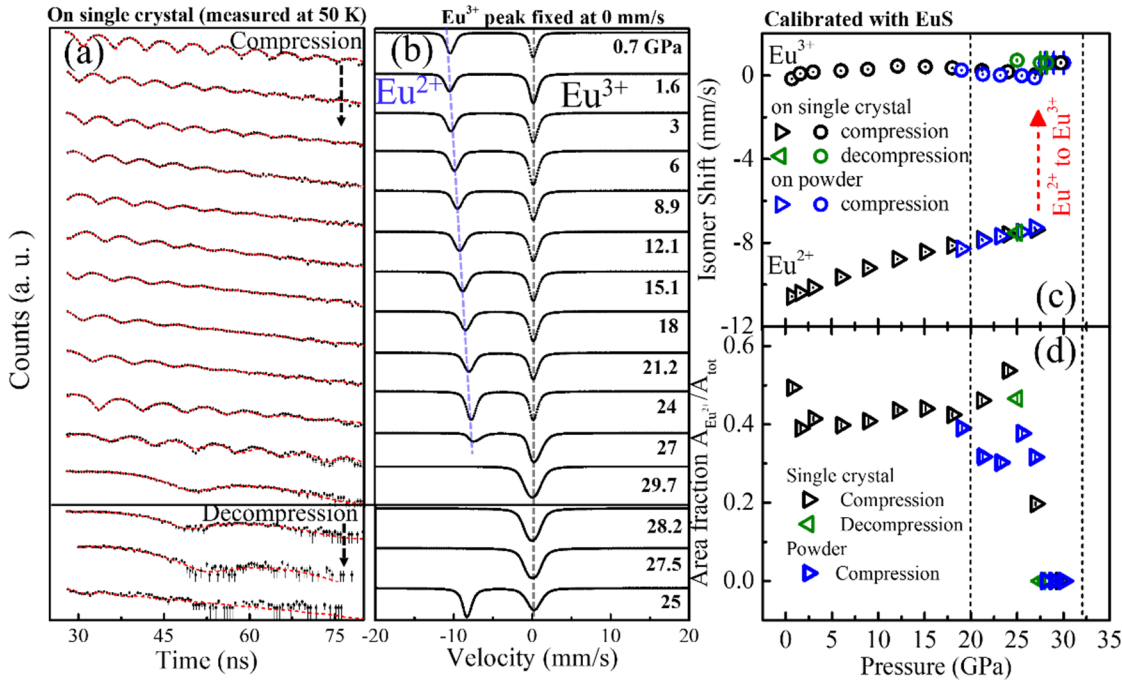 On single crystal (measured at 50 K)
Eu³⁺ peak fixed at 0 mm/s
Calibrated with EuS
(a)
Compression
Decompression
Counts (a. u.)
30 45 60 75
Time (ns)
(b)
Eu²⁺
Eu³⁺
0.7 GPa
1.6
3
6
8.9
12.1
15.1
18
21.2
24
27
29.7
28.2
27.5
25
-20 -10 0 10 20
Velocity (mm/s)
Isomer Shift (mm/s)
0
-4
-8
-12
Eu³⁺
on single crystal
compression
decompression
on powder
compression
Eu²⁺ to Eu³⁺
Eu²⁺
(c)
Area fraction A_Eu²⁺/A_tot
0.6
0.4
0.2
0.0
(d)
Single crystal
Compression
Decompression
Powder
Compression
0 5 10 15 20 25 30 35
Pressure (GPa)